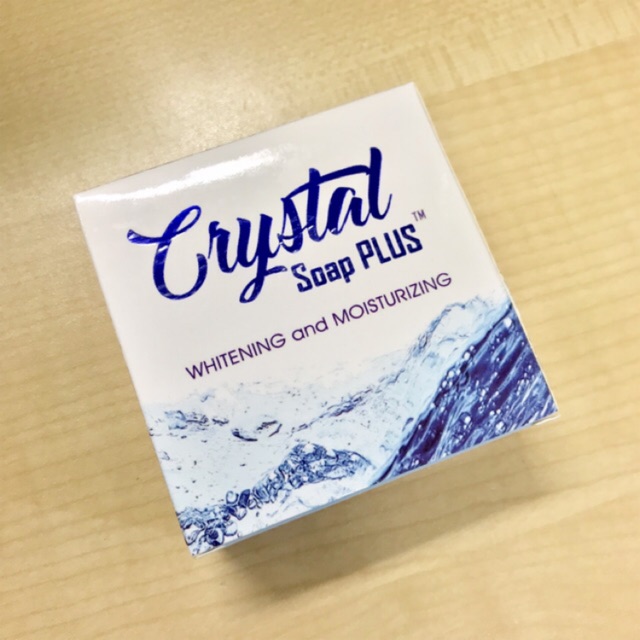 Crystal
Soap PLUS™
WHITENING and MOISTURIZING